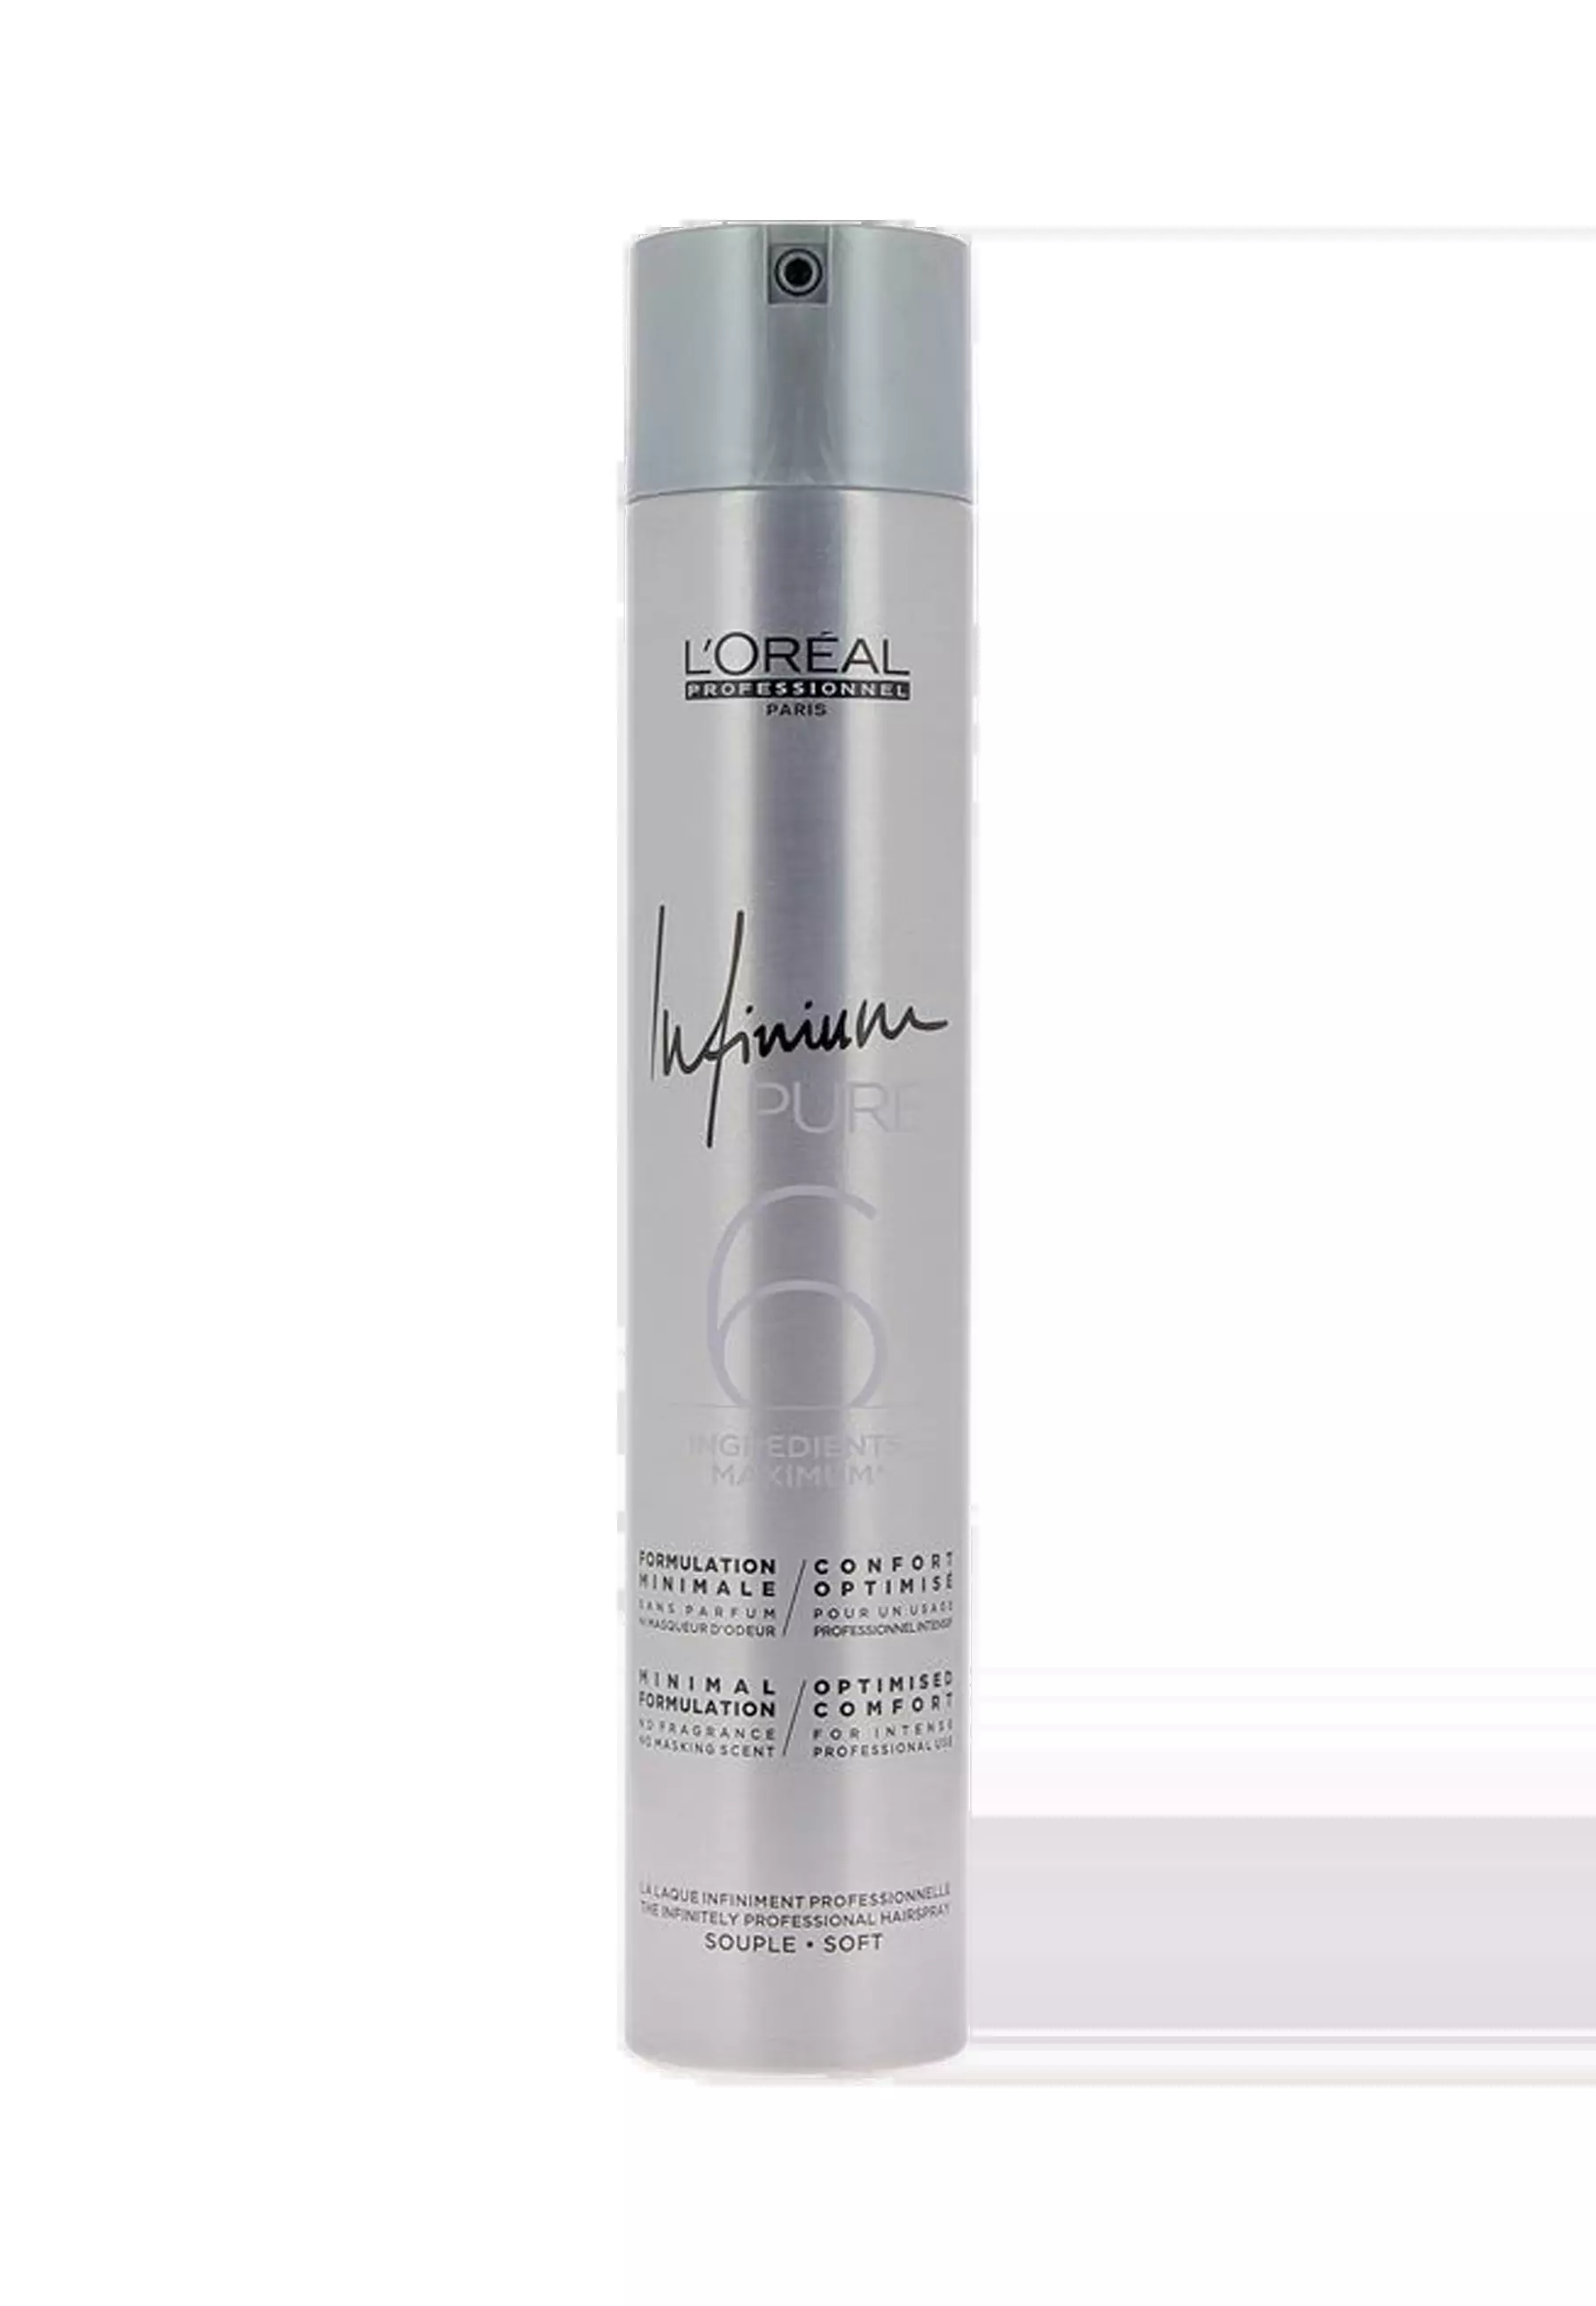 L'ORÉAL
PROFESSIONNEL
PARIS
Infinium
PURE
6
INGREDIENTS
MAXIMUM*
FORMULATION
MINIMALE
SANS PARFUM
NI MASQUEUR D'ODEUR
CONFORT
OPTIMISÉ
POUR UN USAGE
PROFESSIONNEL INTENSIF
MINIMAL
FORMULATION
NO FRAGRANCE
NO MASKING SCENT
OPTIMISED
COMFORT
FOR INTENSE
PROFESSIONAL USE
LA LAQUE INFINIMENT PROFESSIONNELLE
THE INFINITELY PROFESSIONAL HAIRSPRAY
SOUPLE • SOFT